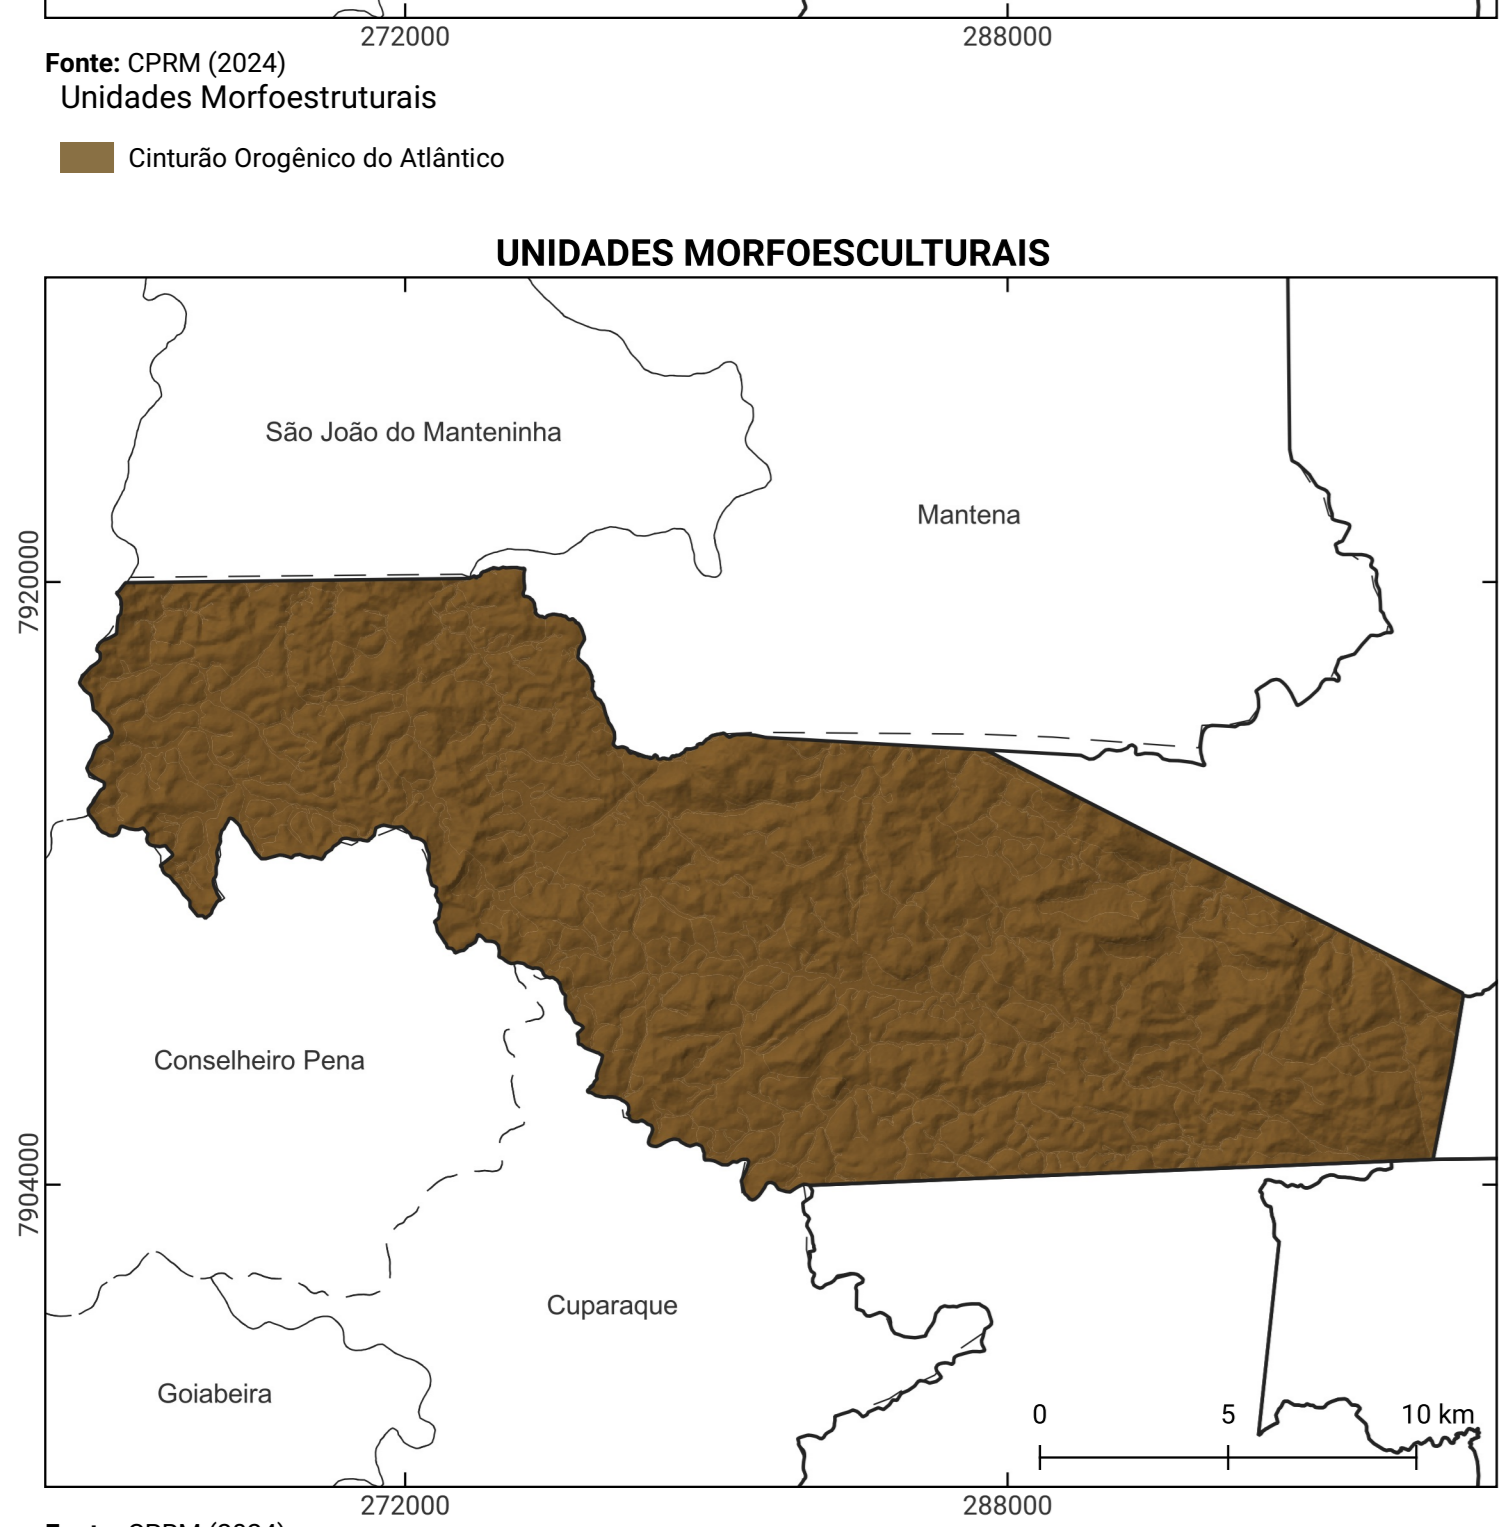 272000 288000
Fonte: CPRM (2024)
Unidades Morfoestruturais
Cinturão Orogênico do Atlântico
UNIDADES MORFOESCULTURAIS
São João do Manteninha
Mantena
7920000
Conselheiro Pena
7904000
Cuparaque
Goiabeira
0 5 10 km
272000 288000